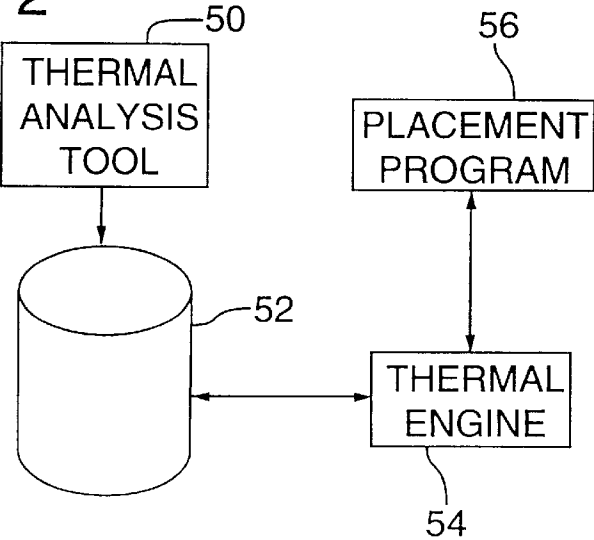 2
50
THERMAL
ANALYSIS
TOOL
56
PLACEMENT
PROGRAM
52
THERMAL
ENGINE
54